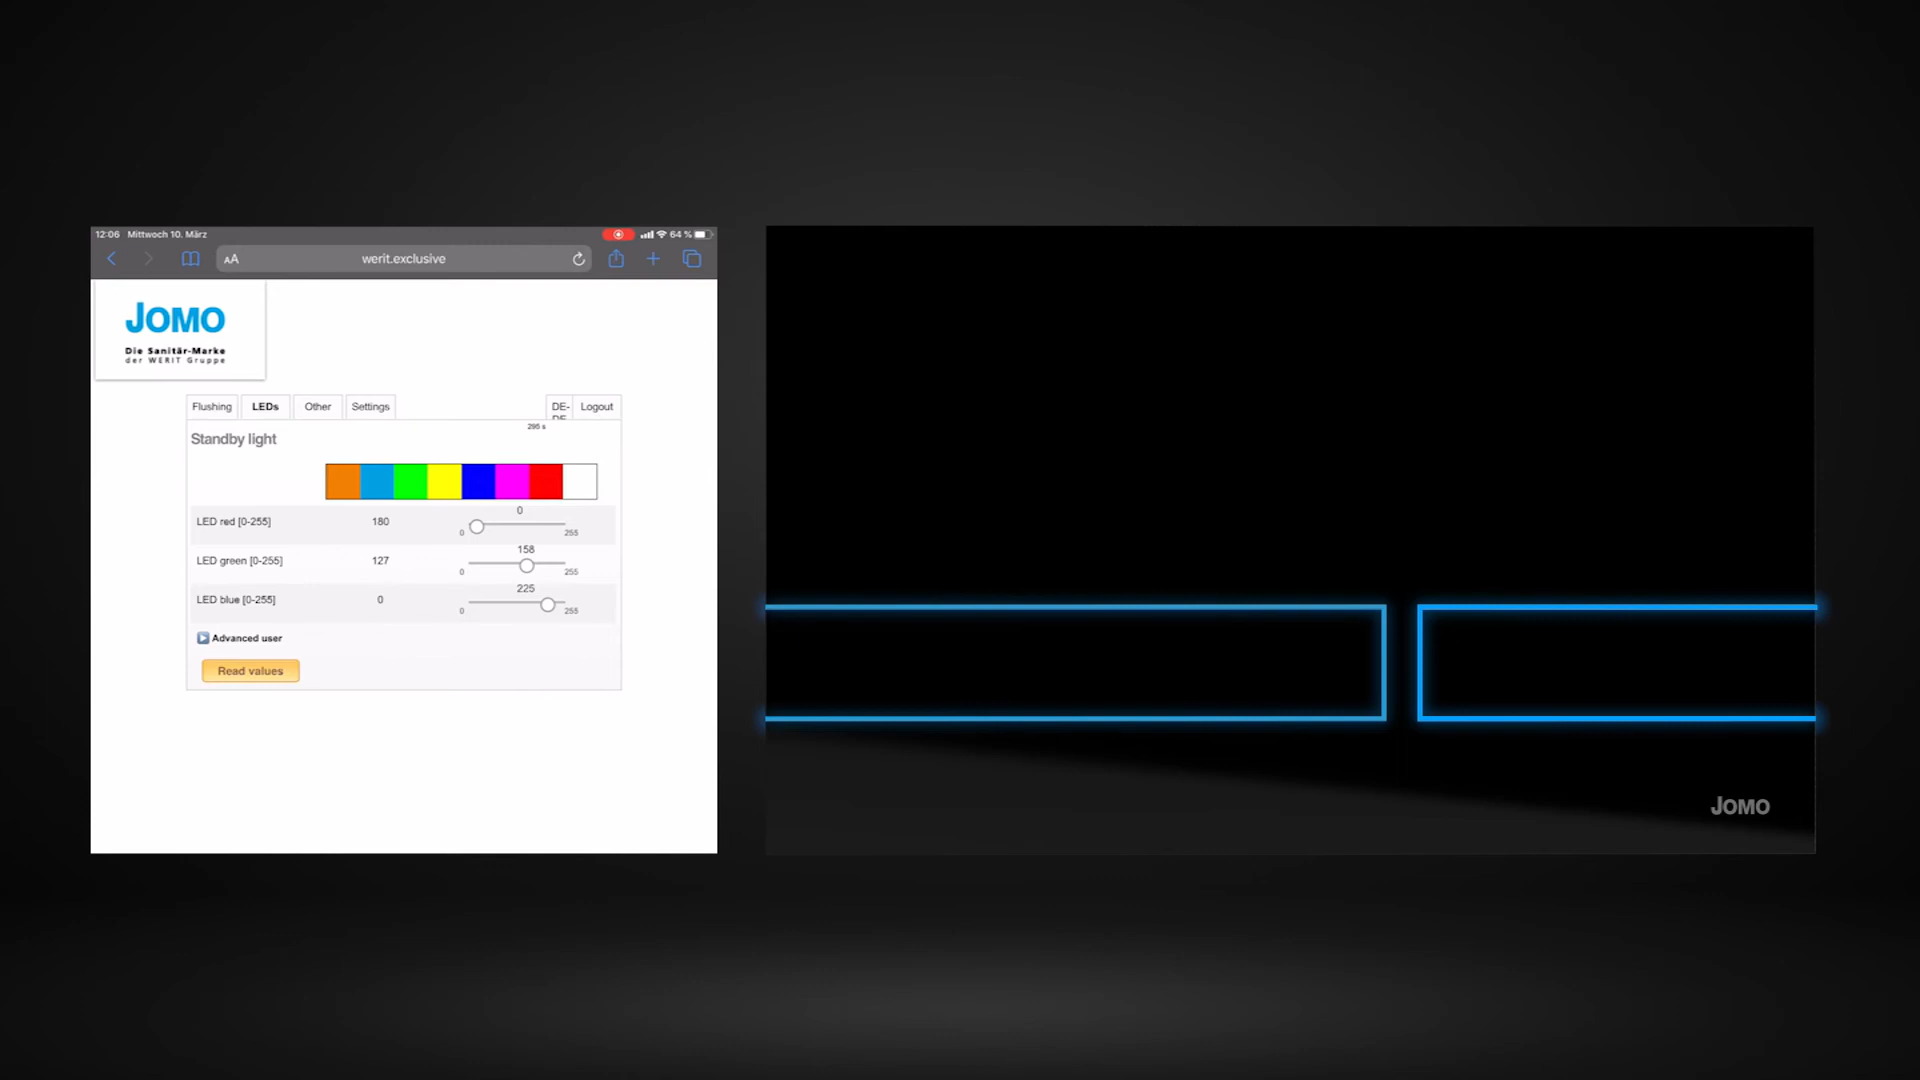 12:06 Mittwoch 10. März 64 %
AA werit.exclusive
JOMO
Die Sanitär-Marke
der WERIT Gruppe
Flushing LEDs Other Settings DE-DE Logout
295 s
Standby light
0
LED red [0-255] 180 0 255
158
LED green [0-255] 127 0 255
225
LED blue [0-255] 0 0 255
Advanced user
Read values
JOMO